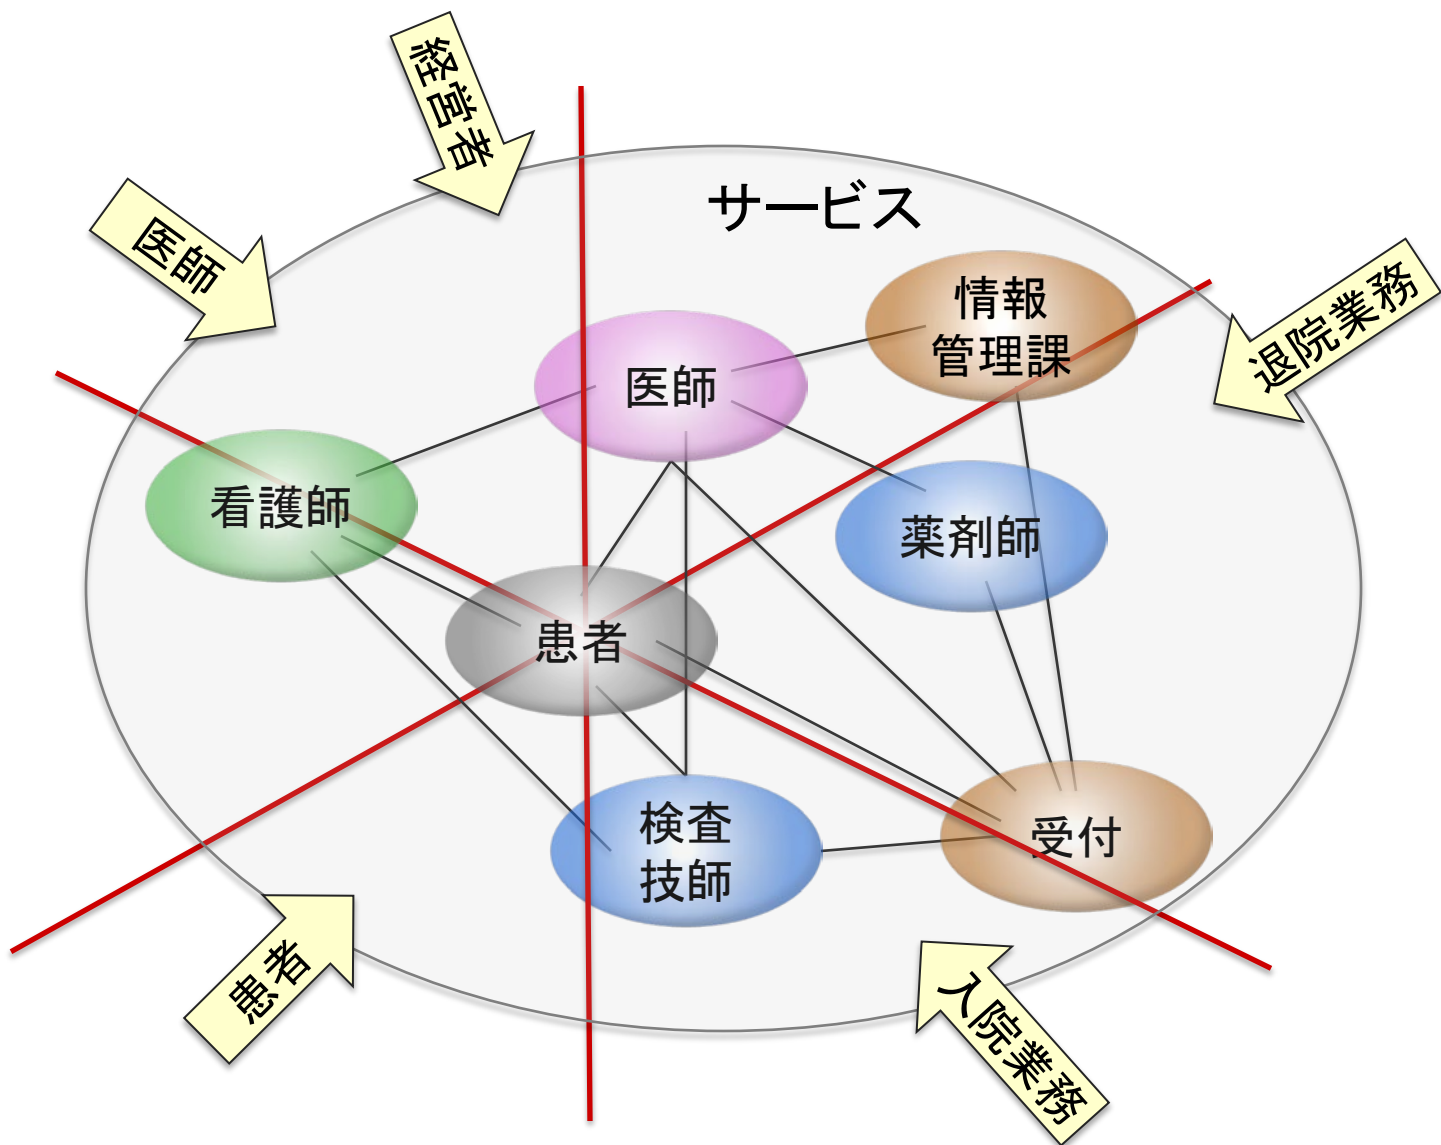 経営者
医師
サービス
退院業務
情報
管理課
医師
看護師
薬剤師
患者
検査
技師
受付
患者
入院業務